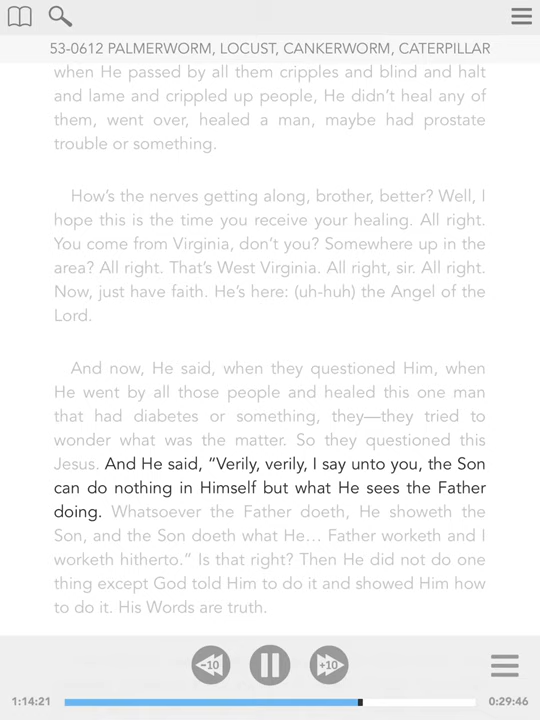 53-0612 PALMERWORM, LOCUST, CANKERWORM, CATERPILLAR
when He passed by all them cripples and blind and halt
and lame and crippled up people, He didn’t heal any of
them, went over, healed a man, maybe had prostate
trouble or something.
How’s the nerves getting along, brother, better? Well, I
hope this is the time you receive your healing. All right.
You come from Virginia, don’t you? Somewhere up in the
area? All right. That’s West Virginia. All right, sir. All right.
Now, just have faith. He’s here: (uh-huh) the Angel of the
Lord.
And now, He said, when they questioned Him, when
He went by all those people and healed this one man
that had diabetes or something, they—they tried to
wonder what was the matter. So they questioned this
Jesus. And He said, “Verily, verily, I say unto you, the Son
can do nothing in Himself but what He sees the Father
doing. Whatsoever the Father doeth, He showeth the
Son, and the Son doeth what He… Father worketh and I
worketh hitherto.” Is that right? Then He did not do one
thing except God told Him to do it and showed Him how
to do it. His Words are truth.
-10 +10
1:14:21 0:29:46